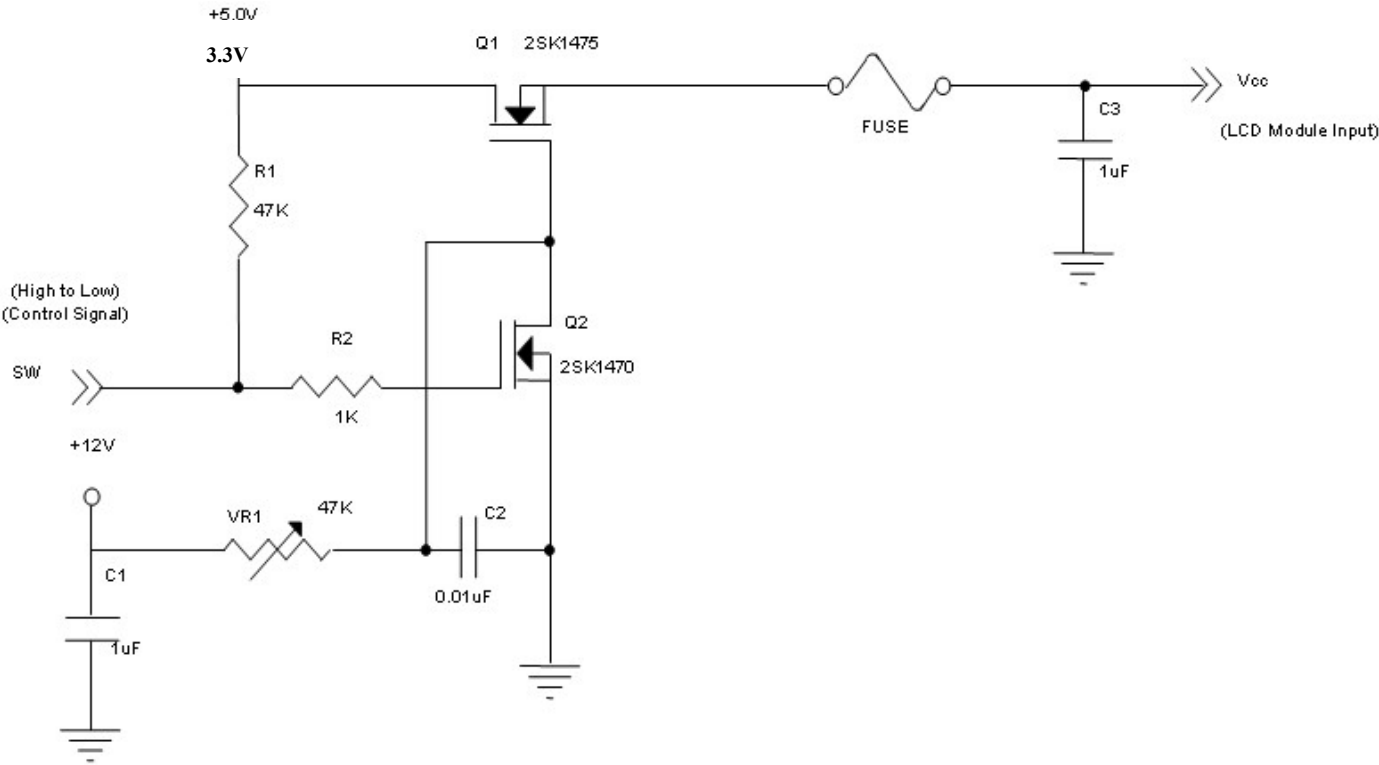 +5.0V
3.3V
Q1 2SK1475
Vcc
C3
FUSE
(LCD Module Input)
R1
1uF
47K
(High to Low)
(Control Signal)
Q2
R2
SW
2SK1470
1K
+12V
47K
VR1
C2
C1
0.01uF
1uF